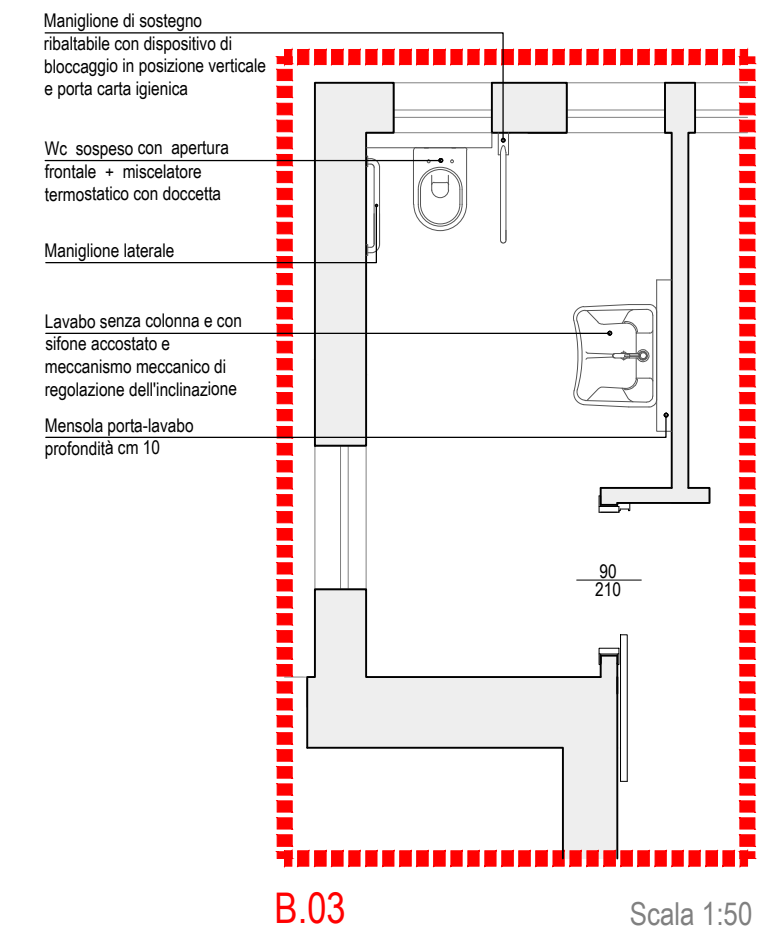 Maniglione di sostegno
ribaltabile con dispositivo di
bloccaggio in posizione verticale
e porta carta igienica
Wc sospeso con apertura
frontale + miscelatore
termostatico con doccetta
Maniglione laterale
Lavabo senza colonna e con
sifone accostato e
meccanismo meccanico di
regolazione dell'inclinazione
Mensola porta-lavabo
profondità cm 10
90
210
B.03
Scala 1:50